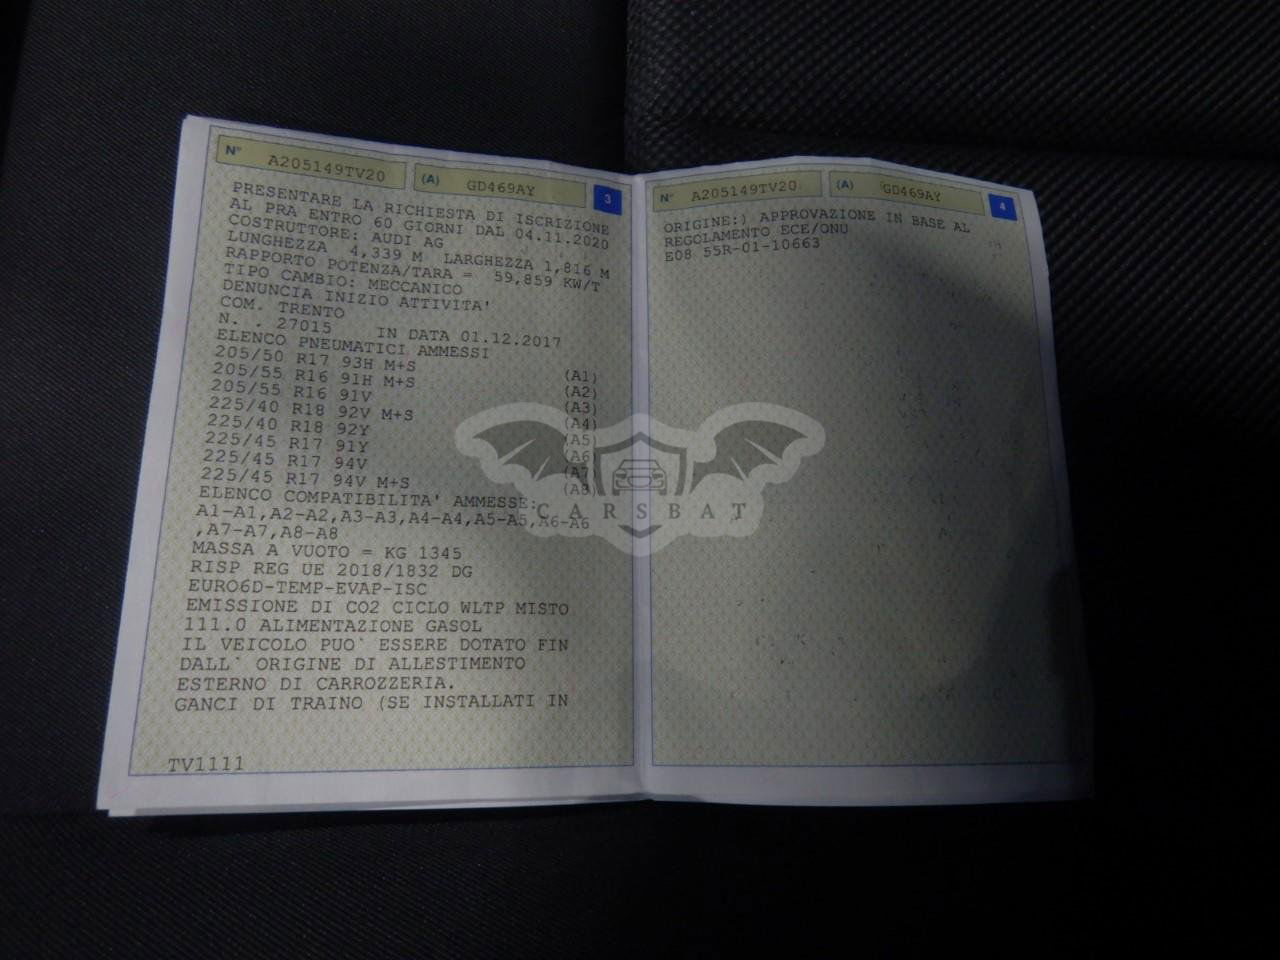 N° A205149TV20 (A) GD469AY 3
PRESENTARE LA RICHIESTA DI ISCRIZIONE
AL PRA ENTRO 60 GIORNI DAL 04.11.2020
COSTRUTTORE: AUDI AG
LUNGHEZZA 4,339 M LARGHEZZA 1,816 M
RAPPORTO POTENZA/TARA = 59,859 KW/T
TIPO CAMBIO: MECCANICO
DENUNCIA INIZIO ATTIVITA'
COM. TRENTO
N. . 27015 IN DATA 01.12.2017
ELENCO PNEUMATICI AMMESSI
205/50 R17 93H M+S (A1)
205/55 R16 91H M+S (A2)
205/55 R16 91V (A3)
225/40 R18 92V M+S (A4)
225/40 R18 92Y (A5)
225/45 R17 91Y (A6)
225/45 R17 94V (A7)
225/45 R17 94V M+S (A8)
ELENCO COMPATIBILITA' AMMESSE:
A1-A1,A2-A2,A3-A3,A4-A4,A5-A5,A6-A6
,A7-A7,A8-A8
MASSA A VUOTO = KG 1345
RISP REG UE 2018/1832 DG
EURO6D-TEMP-EVAP-ISC
EMISSIONE DI CO2 CICLO WLTP MISTO
111.0 ALIMENTAZIONE GASOL
IL VEICOLO PUO` ESSERE DOTATO FIN
DALL` ORIGINE DI ALLESTIMENTO
ESTERNO DI CARROZZERIA.
GANCI DI TRAINO (SE INSTALLATI IN
TV1111
N° A205149TV20 (A) GD469AY 4
ORIGINE:) APPROVAZIONE IN BASE AL
REGOLAMENTO ECE/ONU
E08 55R-01-10663
CARSBAT